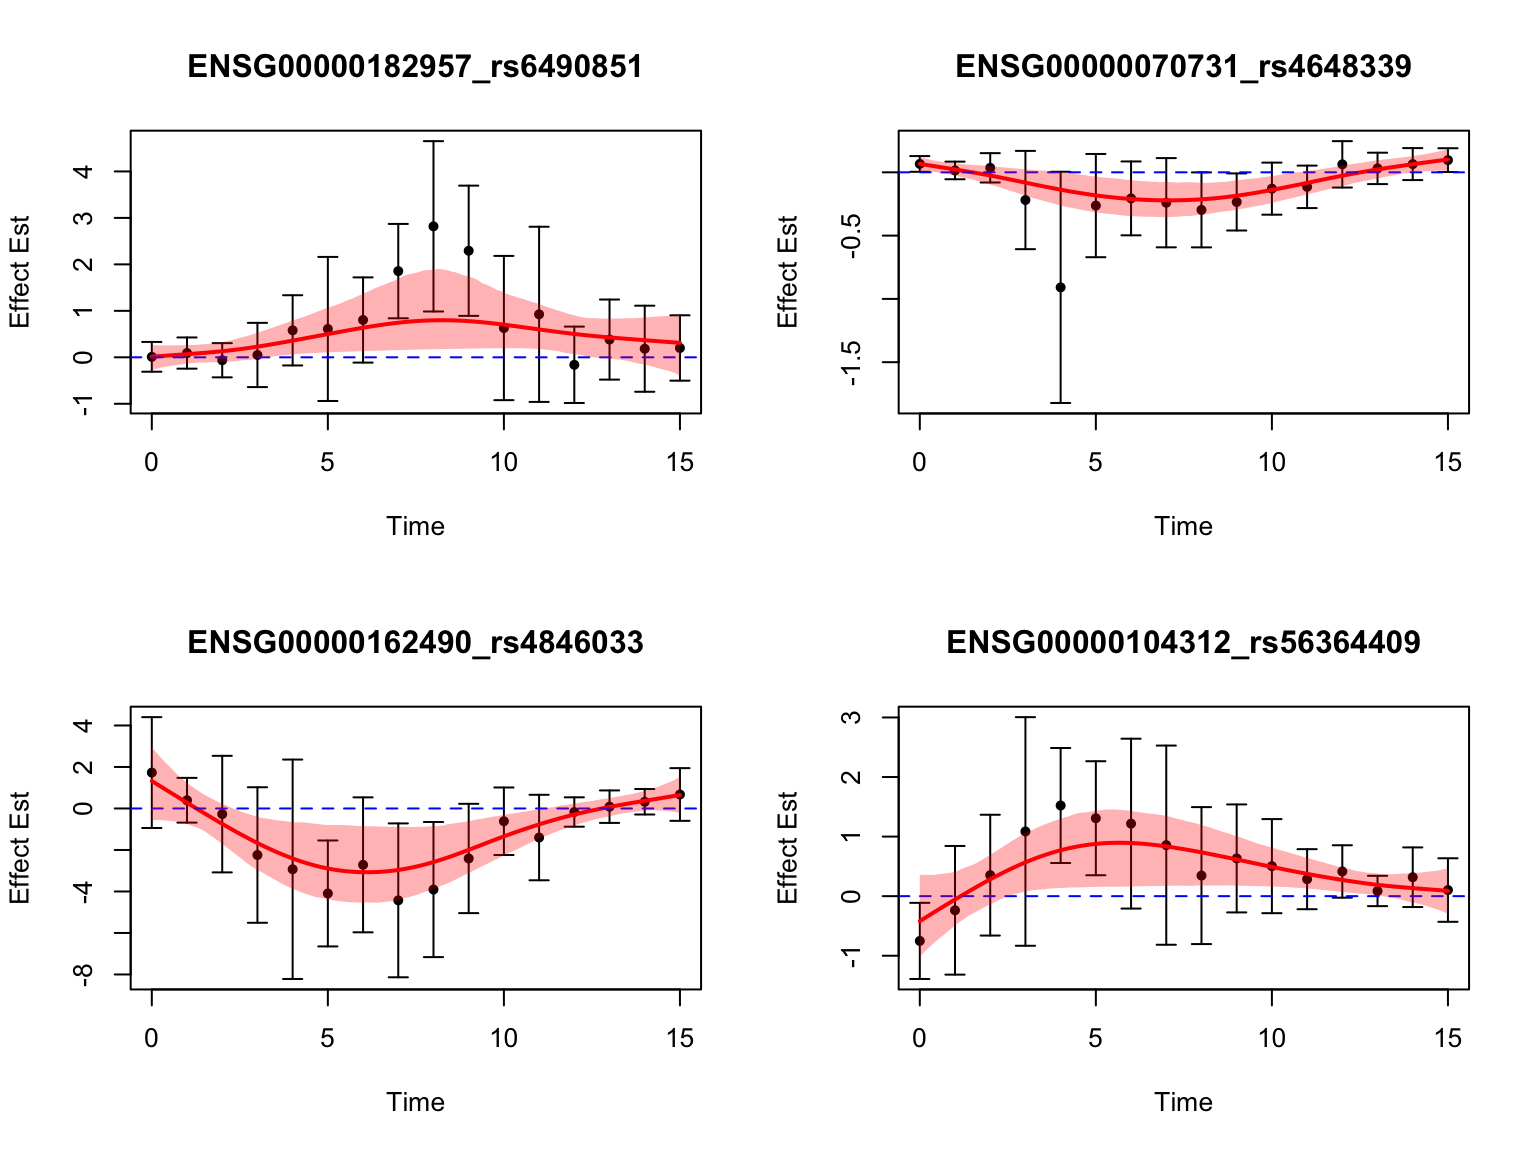 ENSG00000182957_rs6490851
Effect Est
4
3
2
1
0
-1
0 5 10 15
Time
ENSG00000070731_rs4648339
Effect Est
-0.5
-1.5
0 5 10 15
Time
ENSG00000162490_rs4846033
Effect Est
4
2
0
-4
-8
0 5 10 15
Time
ENSG00000104312_rs56364409
Effect Est
3
2
1
0
-1
0 5 10 15
Time